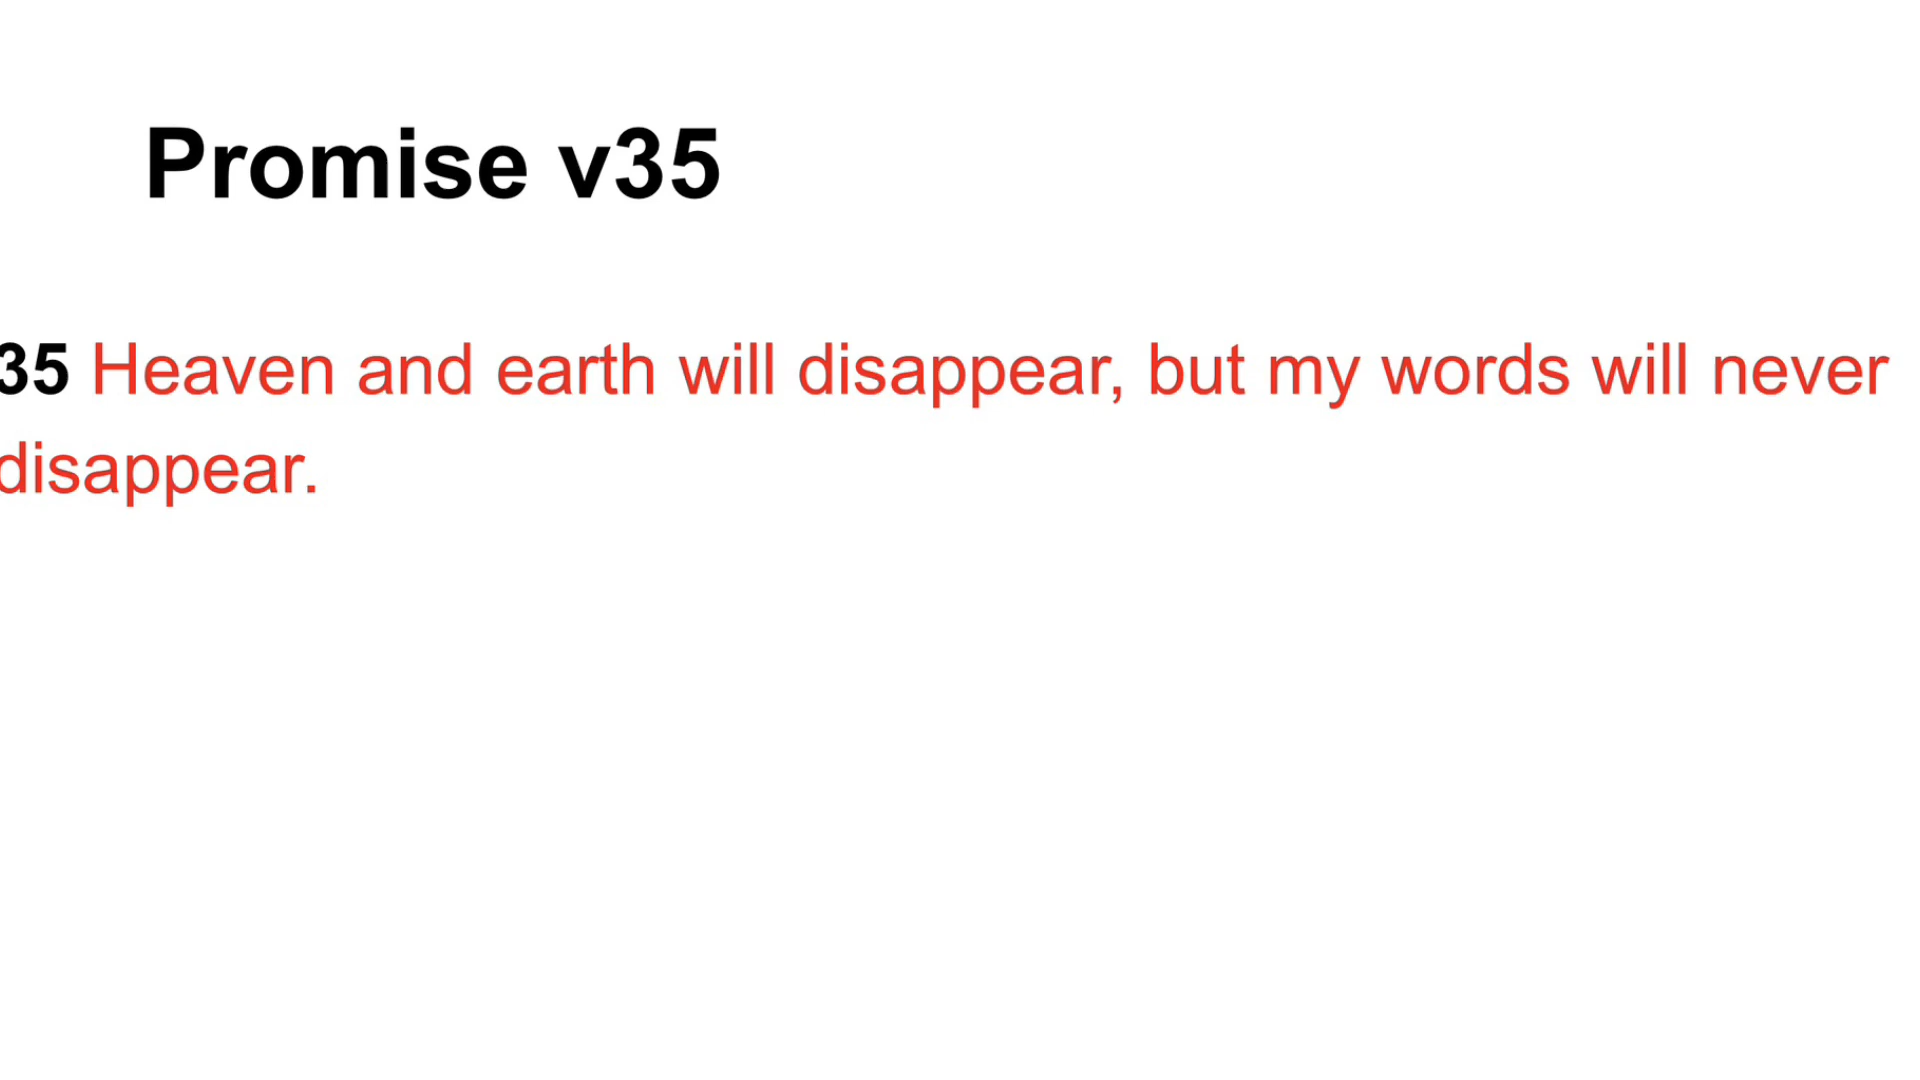 Promise v35
35 Heaven and earth will disappear, but my words will never
disappear.